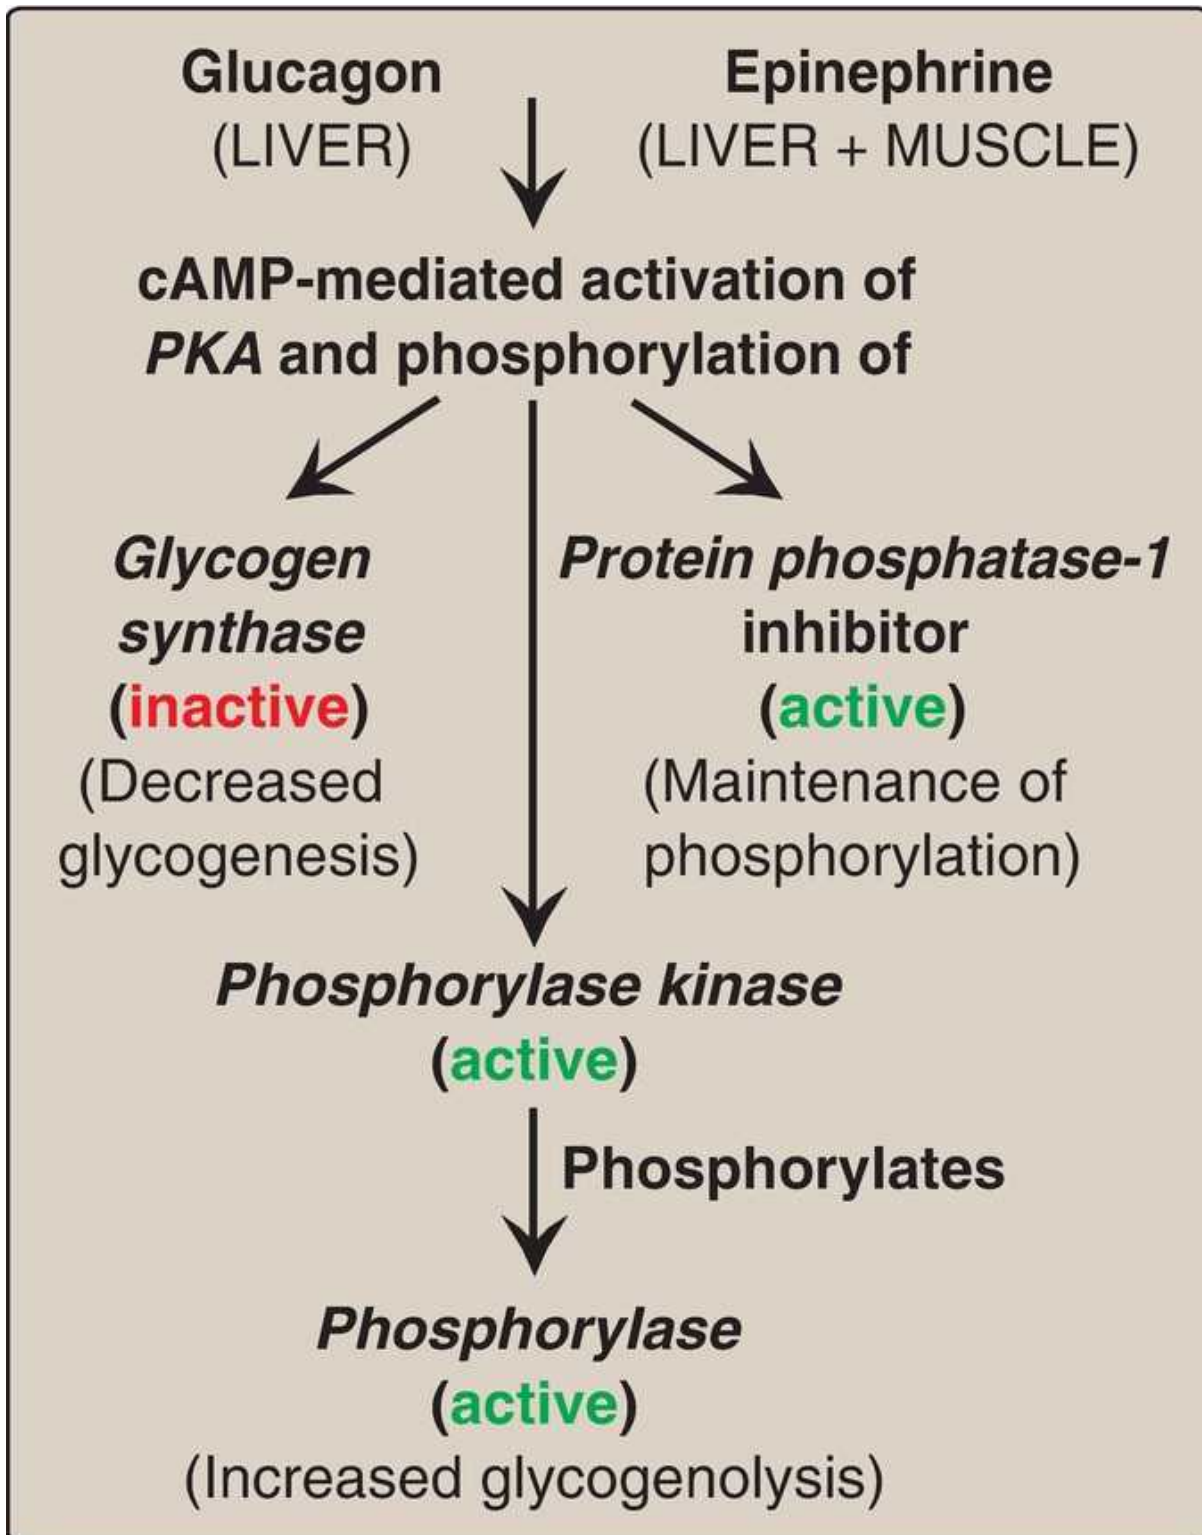 Glucagon
(LIVER)
Epinephrine
(LIVER + MUSCLE)
cAMP-mediated activation of
PKA and phosphorylation of
Glycogen
synthase
(inactive)
(Decreased
glycogenesis)
Protein phosphatase-1
inhibitor
(active)
(Maintenance of
phosphorylation)
Phosphorylase kinase
(active)
Phosphorylates
Phosphorylase
(active)
(Increased glycogenolysis)